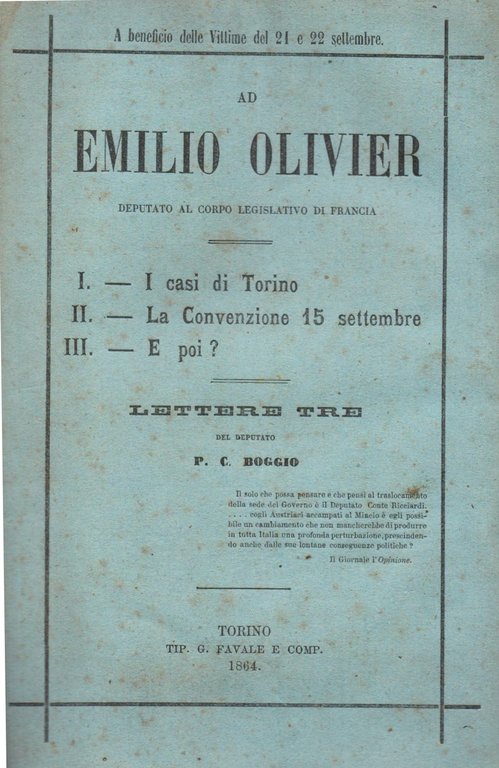 A beneficio delle Vittime del 21 e 22 settembre.
AD
EMILIO OLIVIER
DEPUTATO AL CORPO LEGISLATIVO DI FRANCIA
I. — I casi di Torino
II. — La Convenzione 15 settembre
III. — E poi?
LETTERE TRE
DEL DEPUTATO
P. C. BOGGIO
Il solo che possa pensare e che pensi al traslocamento
della sede del Governo è il Deputato Conte Ricciardi.
. . . . cogli Austriaci accampati al Mincio è egli possi-
bile un cambiamento che non mancherebbe di produrre
in tutta Italia una profonda perturbazione, prescinden-
do anche dalle sue lontane conseguenze politiche?
Il Giornale l'Opinione.
TORINO
TIP. G. FAVALE E COMP.
1864.